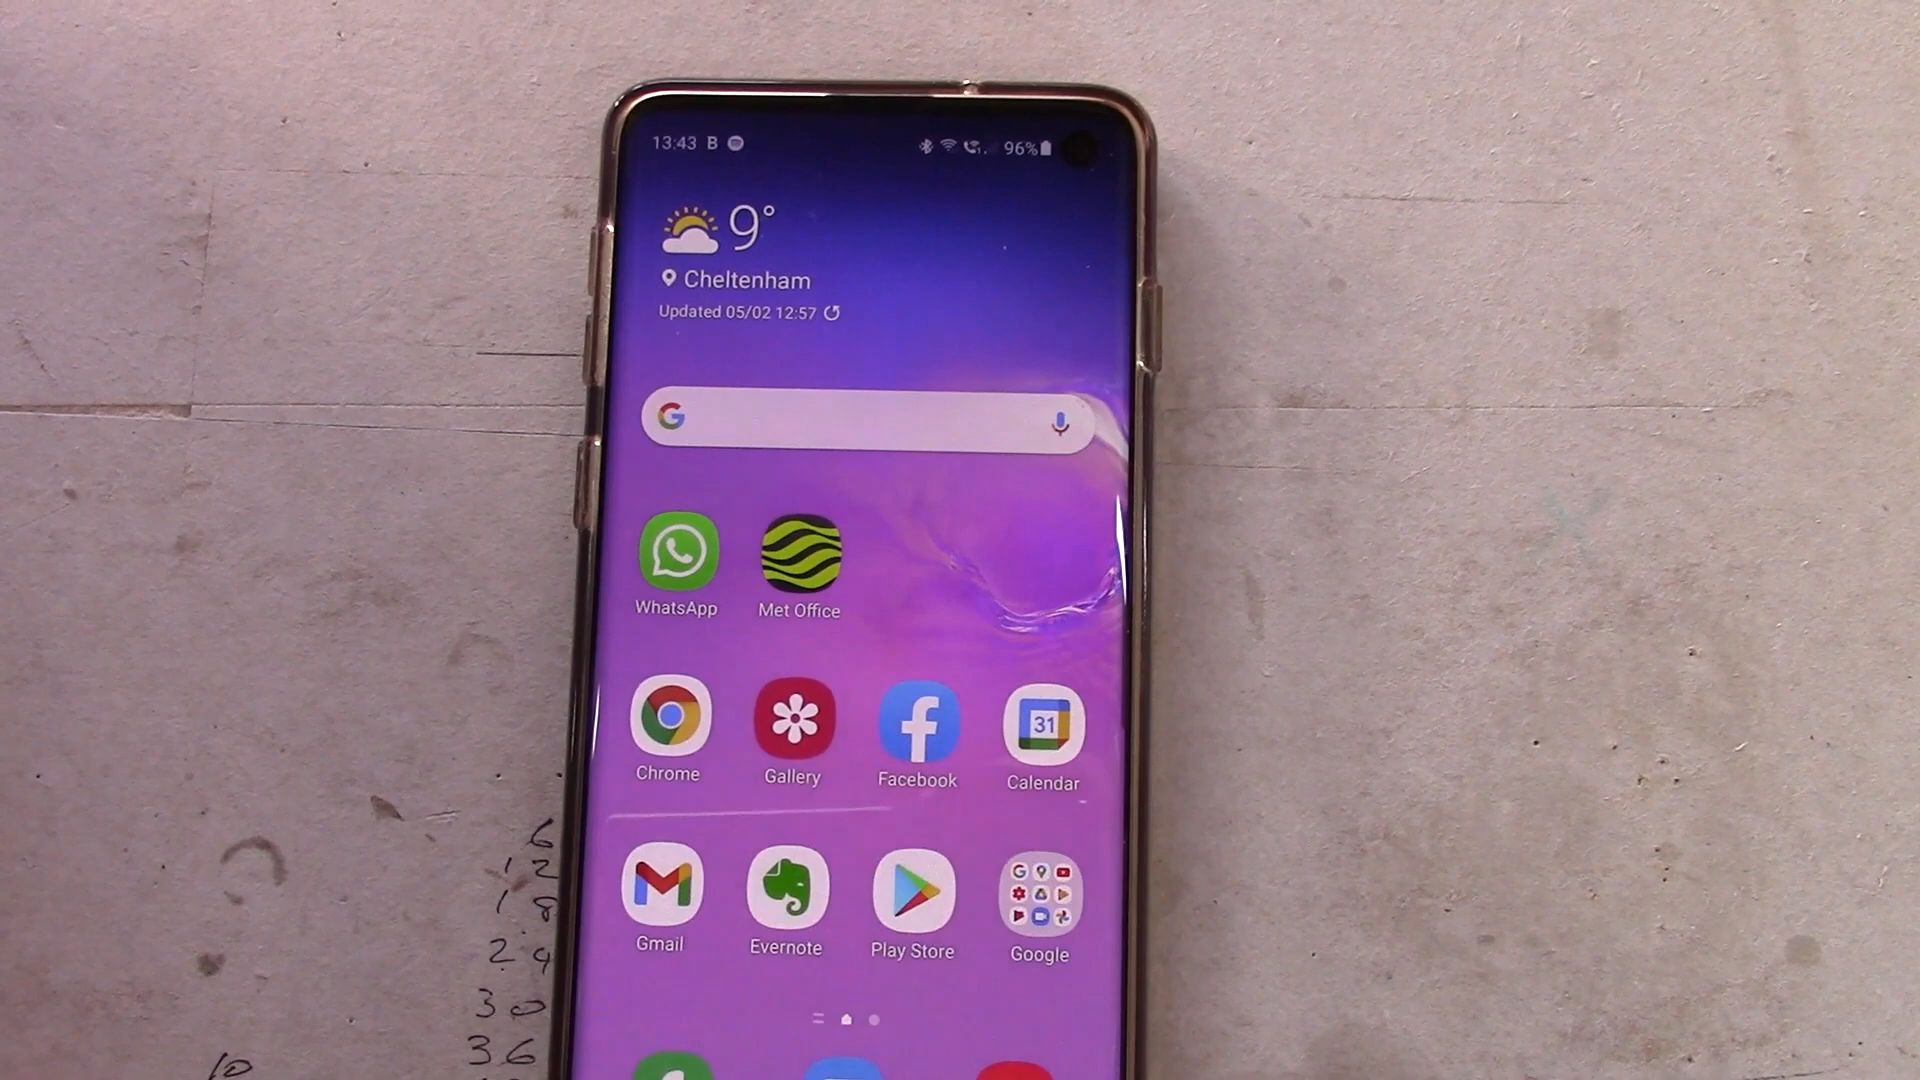 13:43 B 96%
9°
Cheltenham
Updated 05/02 12:57
G
WhatsApp Met Office
31
Chrome Gallery Facebook Calendar
Gmail Evernote Play Store Google
6
12
18
24
30
36
10